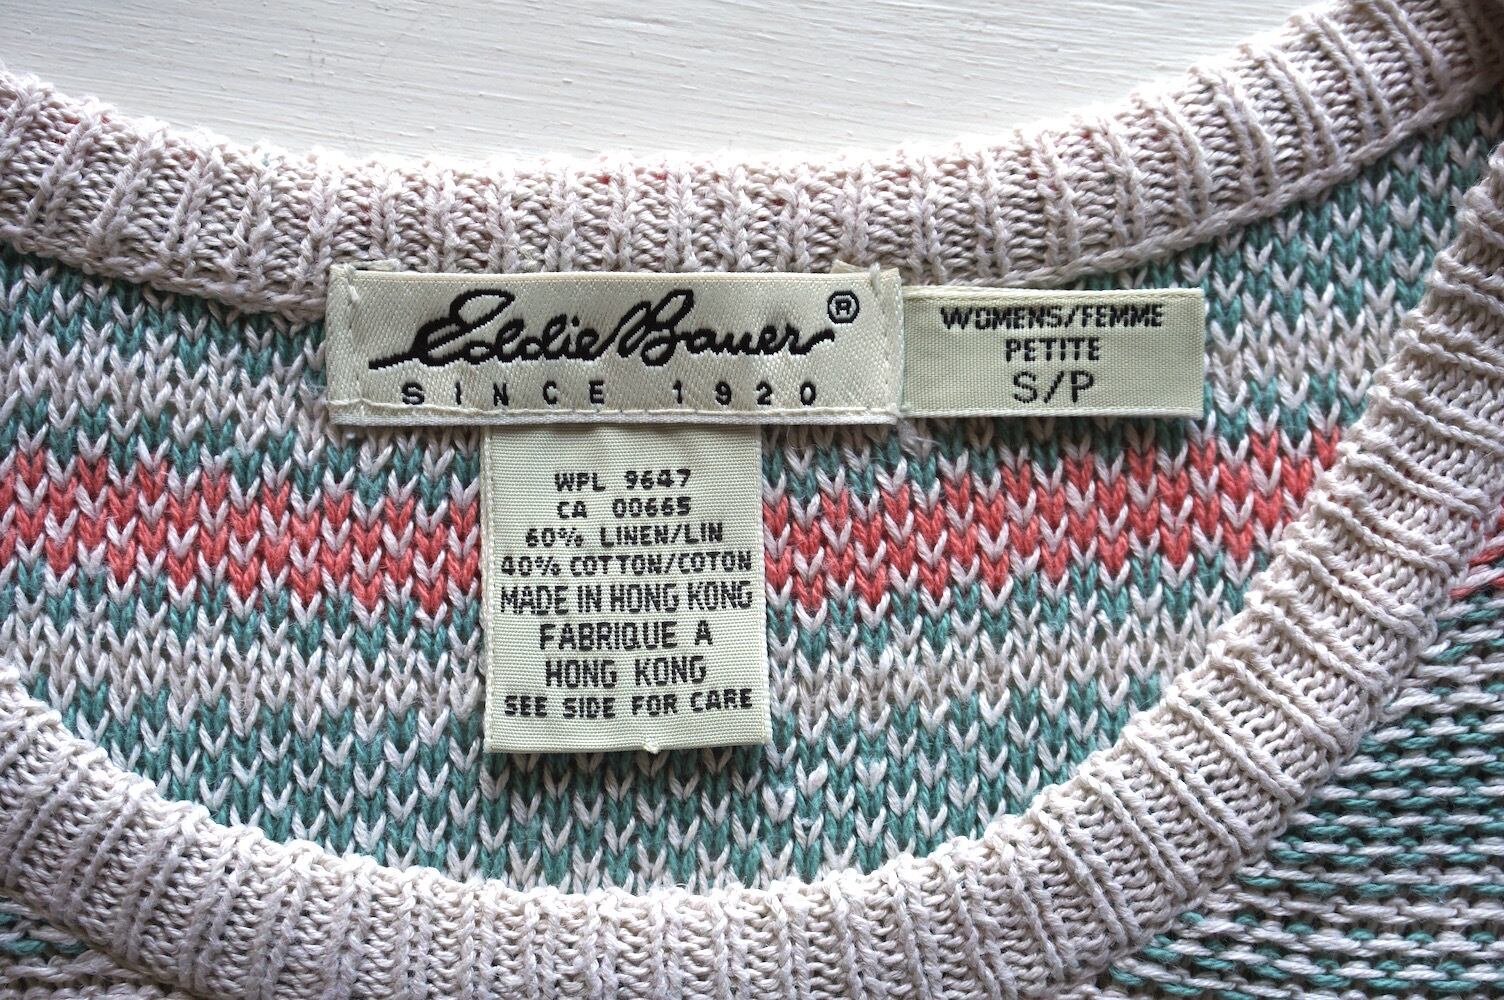 Eddie Bauer®
SINCE 1920
WOMENS/FEMME
PETITE
S/P
WPL 9647
CA 00665
60% LINEN/LIN
40% COTTON/COTON
MADE IN HONG KONG
FABRIQUE A
HONG KONG
SEE SIDE FOR CARE